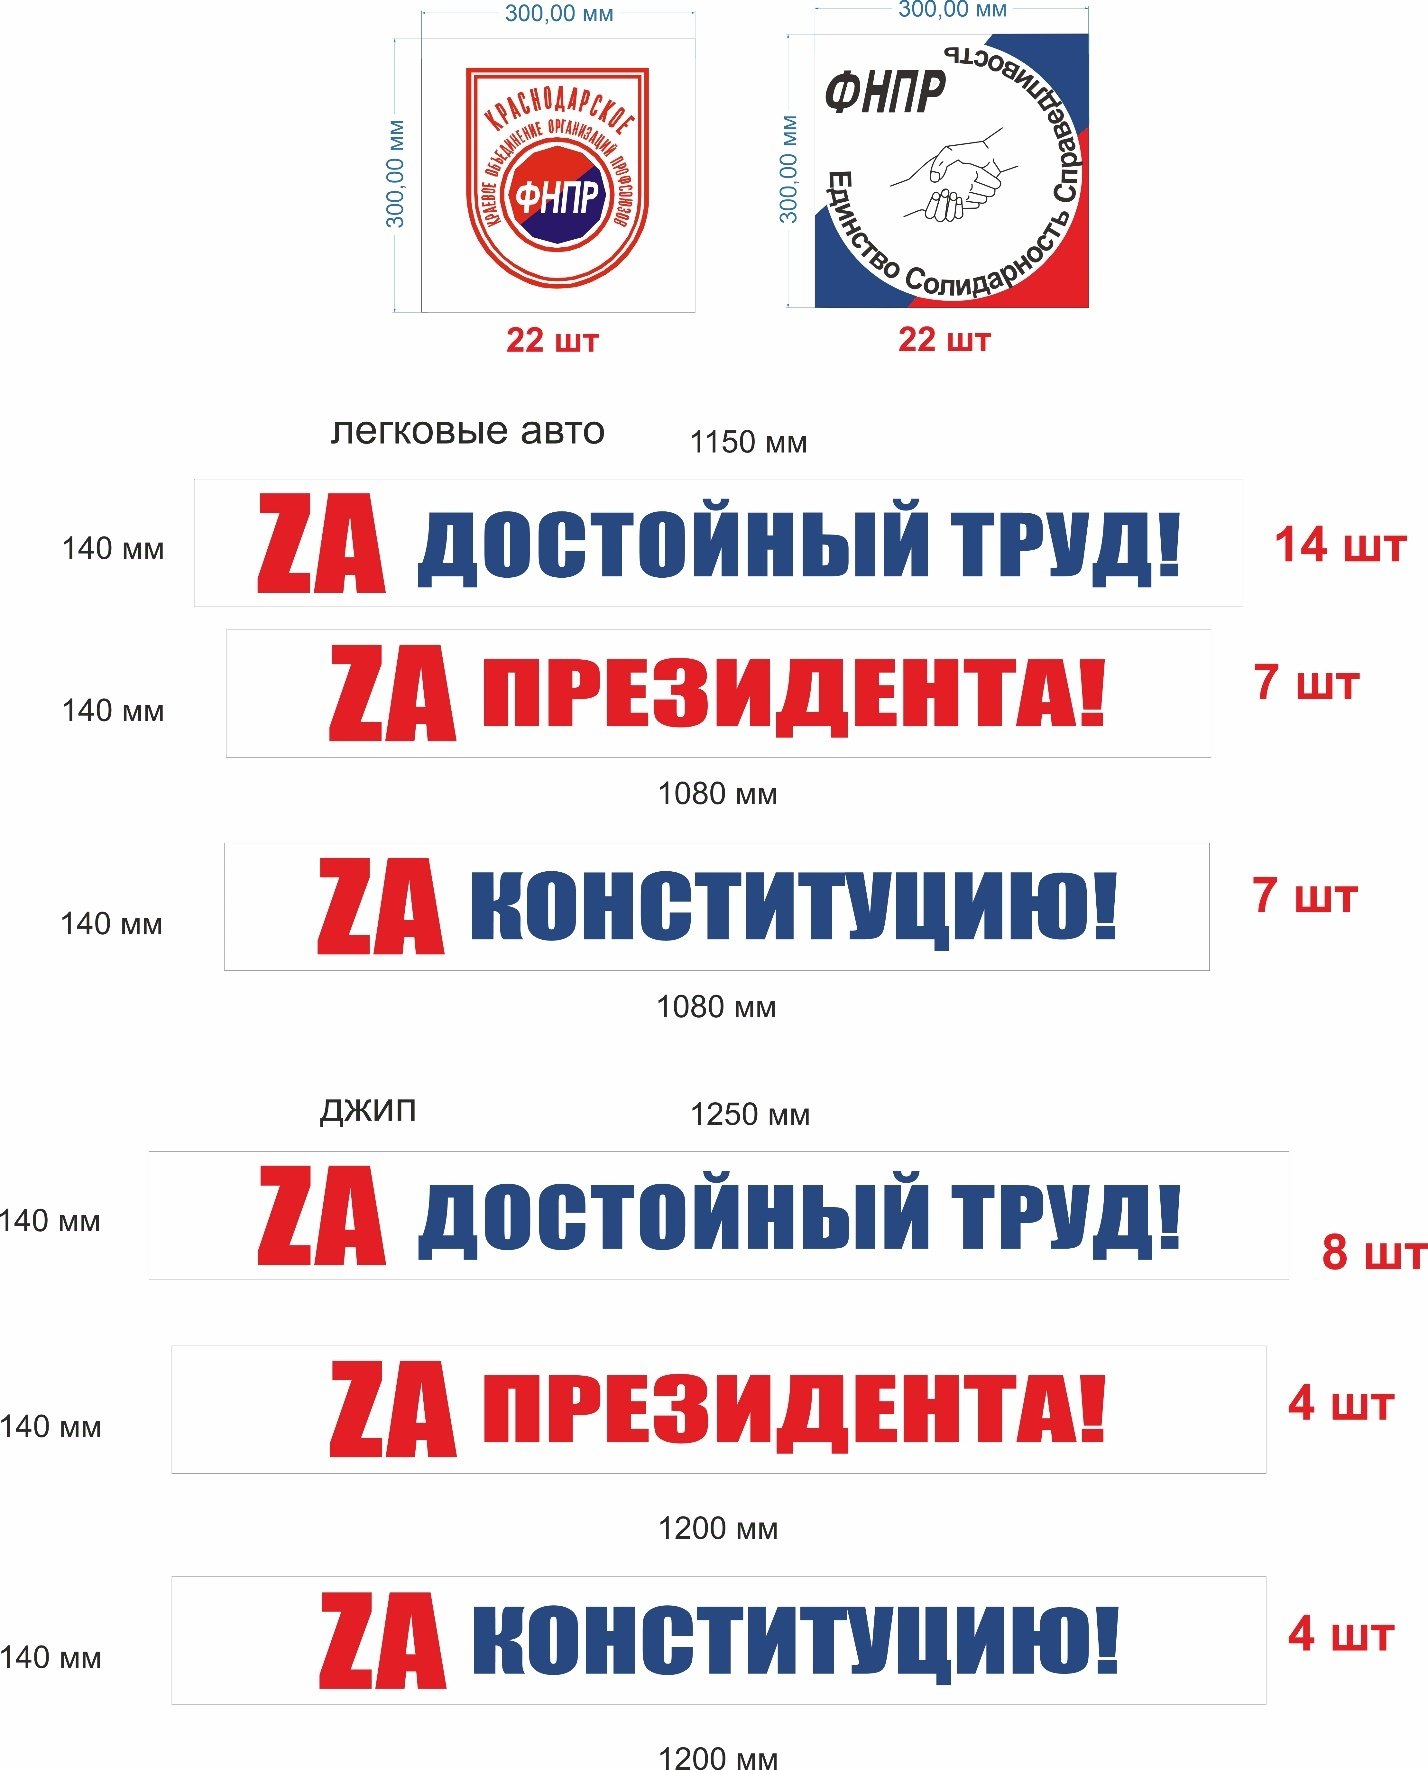 300,00 мм
300,00 мм
300,00 мм
300,00 мм
КРАСНОДАРСКОЕ
КРАЕВОЕ ОБЪЕДИНЕНИЕ ОРГАНИЗАЦИЙ ПРОФСОЮЗОВ
ФНПР
ФНПР
Единство Солидарность Справедливость
22 шт
22 шт
легковые авто
1150 мм
140 мм
ZA ДОСТОЙНЫЙ ТРУД!
14 шт
140 мм
ZA ПРЕЗИДЕНТА!
7 шт
1080 мм
140 мм
ZA КОНСТИТУЦИЮ!
7 шт
1080 мм
джип
1250 мм
140 мм
ZA ДОСТОЙНЫЙ ТРУД!
8 шт
140 мм
ZA ПРЕЗИДЕНТА!
4 шт
1200 мм
140 мм
ZA КОНСТИТУЦИЮ!
4 шт
1200 мм